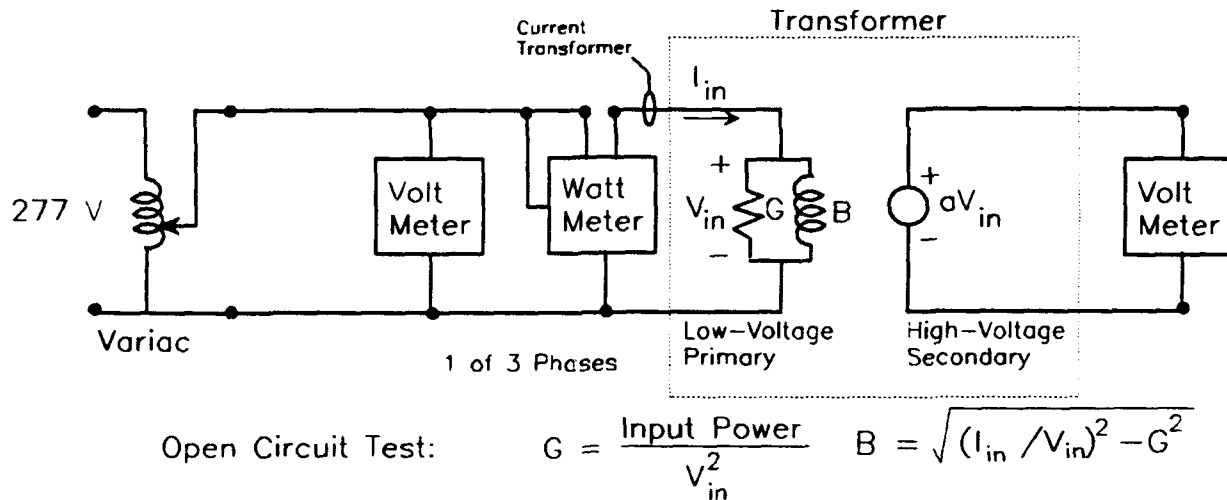 Transformer
Current
Transformer
I_in
277 V
Volt
Meter
Watt
Meter
+
V_in
−
G
B
+
aV_in
−
Volt
Meter
Variac
1 of 3 Phases
Low-Voltage
Primary
High-Voltage
Secondary
Open Circuit Test: G = Input Power / V_in^2 B = √((I_in /V_in)^2 − G^2)